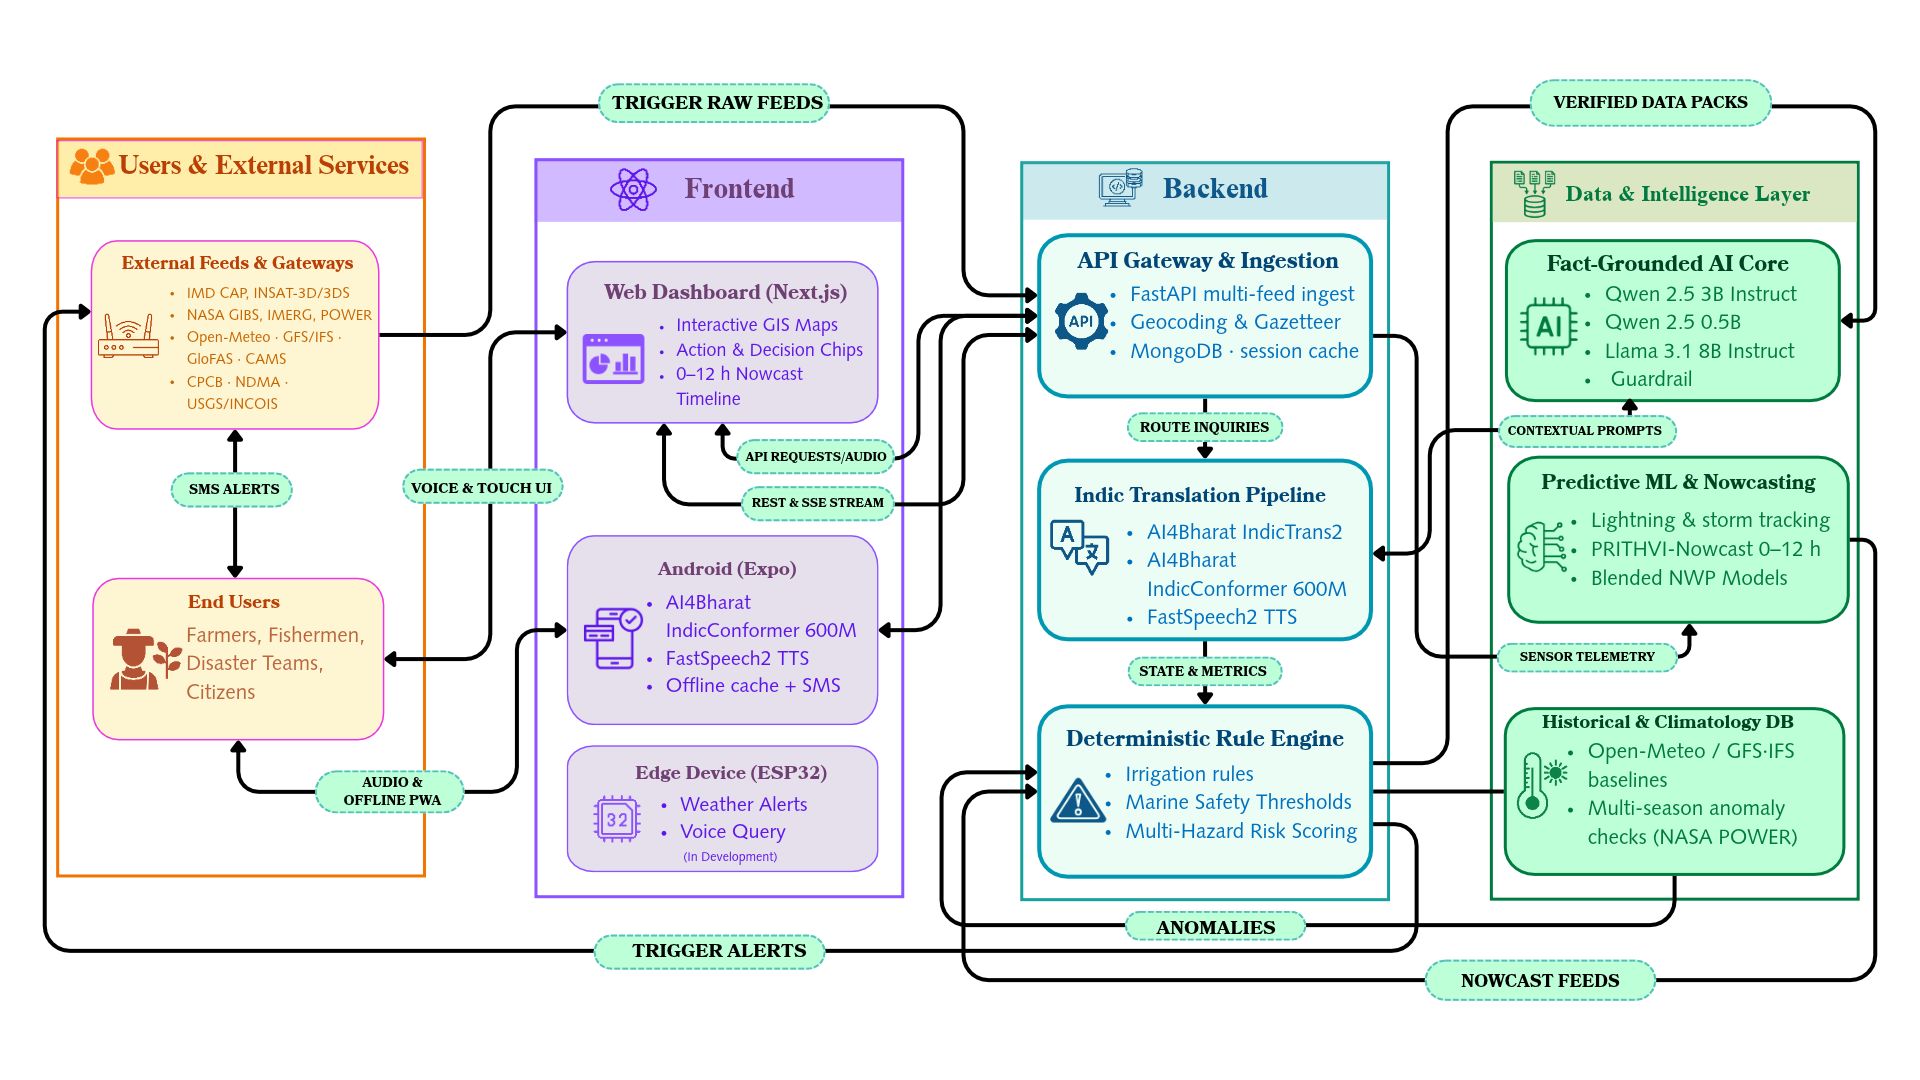 TRIGGER RAW FEEDS
VERIFIED DATA PACKS
Users & External Services
External Feeds & Gateways
• IMD CAP, INSAT-3D/3DS
• NASA GIBS, IMERG, POWER
• Open-Meteo · GFS/IFS ·
GloFAS · CAMS
• CPCB · NDMA ·
USGS/INCOIS
SMS ALERTS
End Users
Farmers, Fishermen,
Disaster Teams,
Citizens
VOICE & TOUCH UI
AUDIO &
OFFLINE PWA
Frontend
Web Dashboard (Next.js)
• Interactive GIS Maps
• Action & Decision Chips
• 0–12 h Nowcast
Timeline
API REQUESTS/AUDIO
REST & SSE STREAM
Android (Expo)
• AI4Bharat
IndicConformer 600M
• FastSpeech2 TTS
• Offline cache + SMS
Edge Device (ESP32)
32
• Weather Alerts
• Voice Query
(In Development)
Backend
API Gateway & Ingestion
API
• FastAPI multi-feed ingest
• Geocoding & Gazetteer
• MongoDB · session cache
ROUTE INQUIRIES
Indic Translation Pipeline
A
• AI4Bharat IndicTrans2
• AI4Bharat
IndicConformer 600M
• FastSpeech2 TTS
STATE & METRICS
Deterministic Rule Engine
• Irrigation rules
• Marine Safety Thresholds
• Multi-Hazard Risk Scoring
Data & Intelligence Layer
Fact-Grounded AI Core
AI
• Qwen 2.5 3B Instruct
• Qwen 2.5 0.5B
• Llama 3.1 8B Instruct
• Guardrail
CONTEXTUAL PROMPTS
Predictive ML & Nowcasting
• Lightning & storm tracking
• PRITHVI-Nowcast 0–12 h
• Blended NWP Models
SENSOR TELEMETRY
Historical & Climatology DB
• Open-Meteo / GFS·IFS
baselines
• Multi-season anomaly
checks (NASA POWER)
ANOMALIES
TRIGGER ALERTS
NOWCAST FEEDS